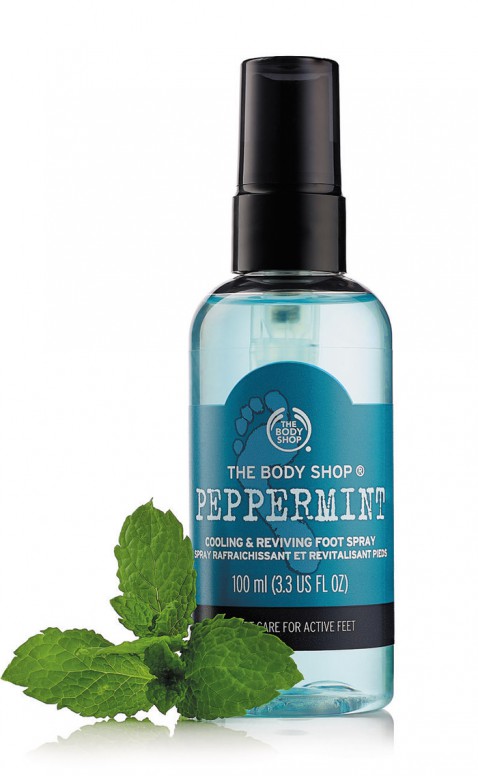 THE
BODY
SHOP.
THE BODY SHOP ®
PEPPERMINT
COOLING & REVIVING FOOT SPRAY
SPRAY RAFRAICHISSANT ET REVITALISANT PIEDS
100 ml (3.3 US FL OZ)
CARE FOR ACTIVE FEET